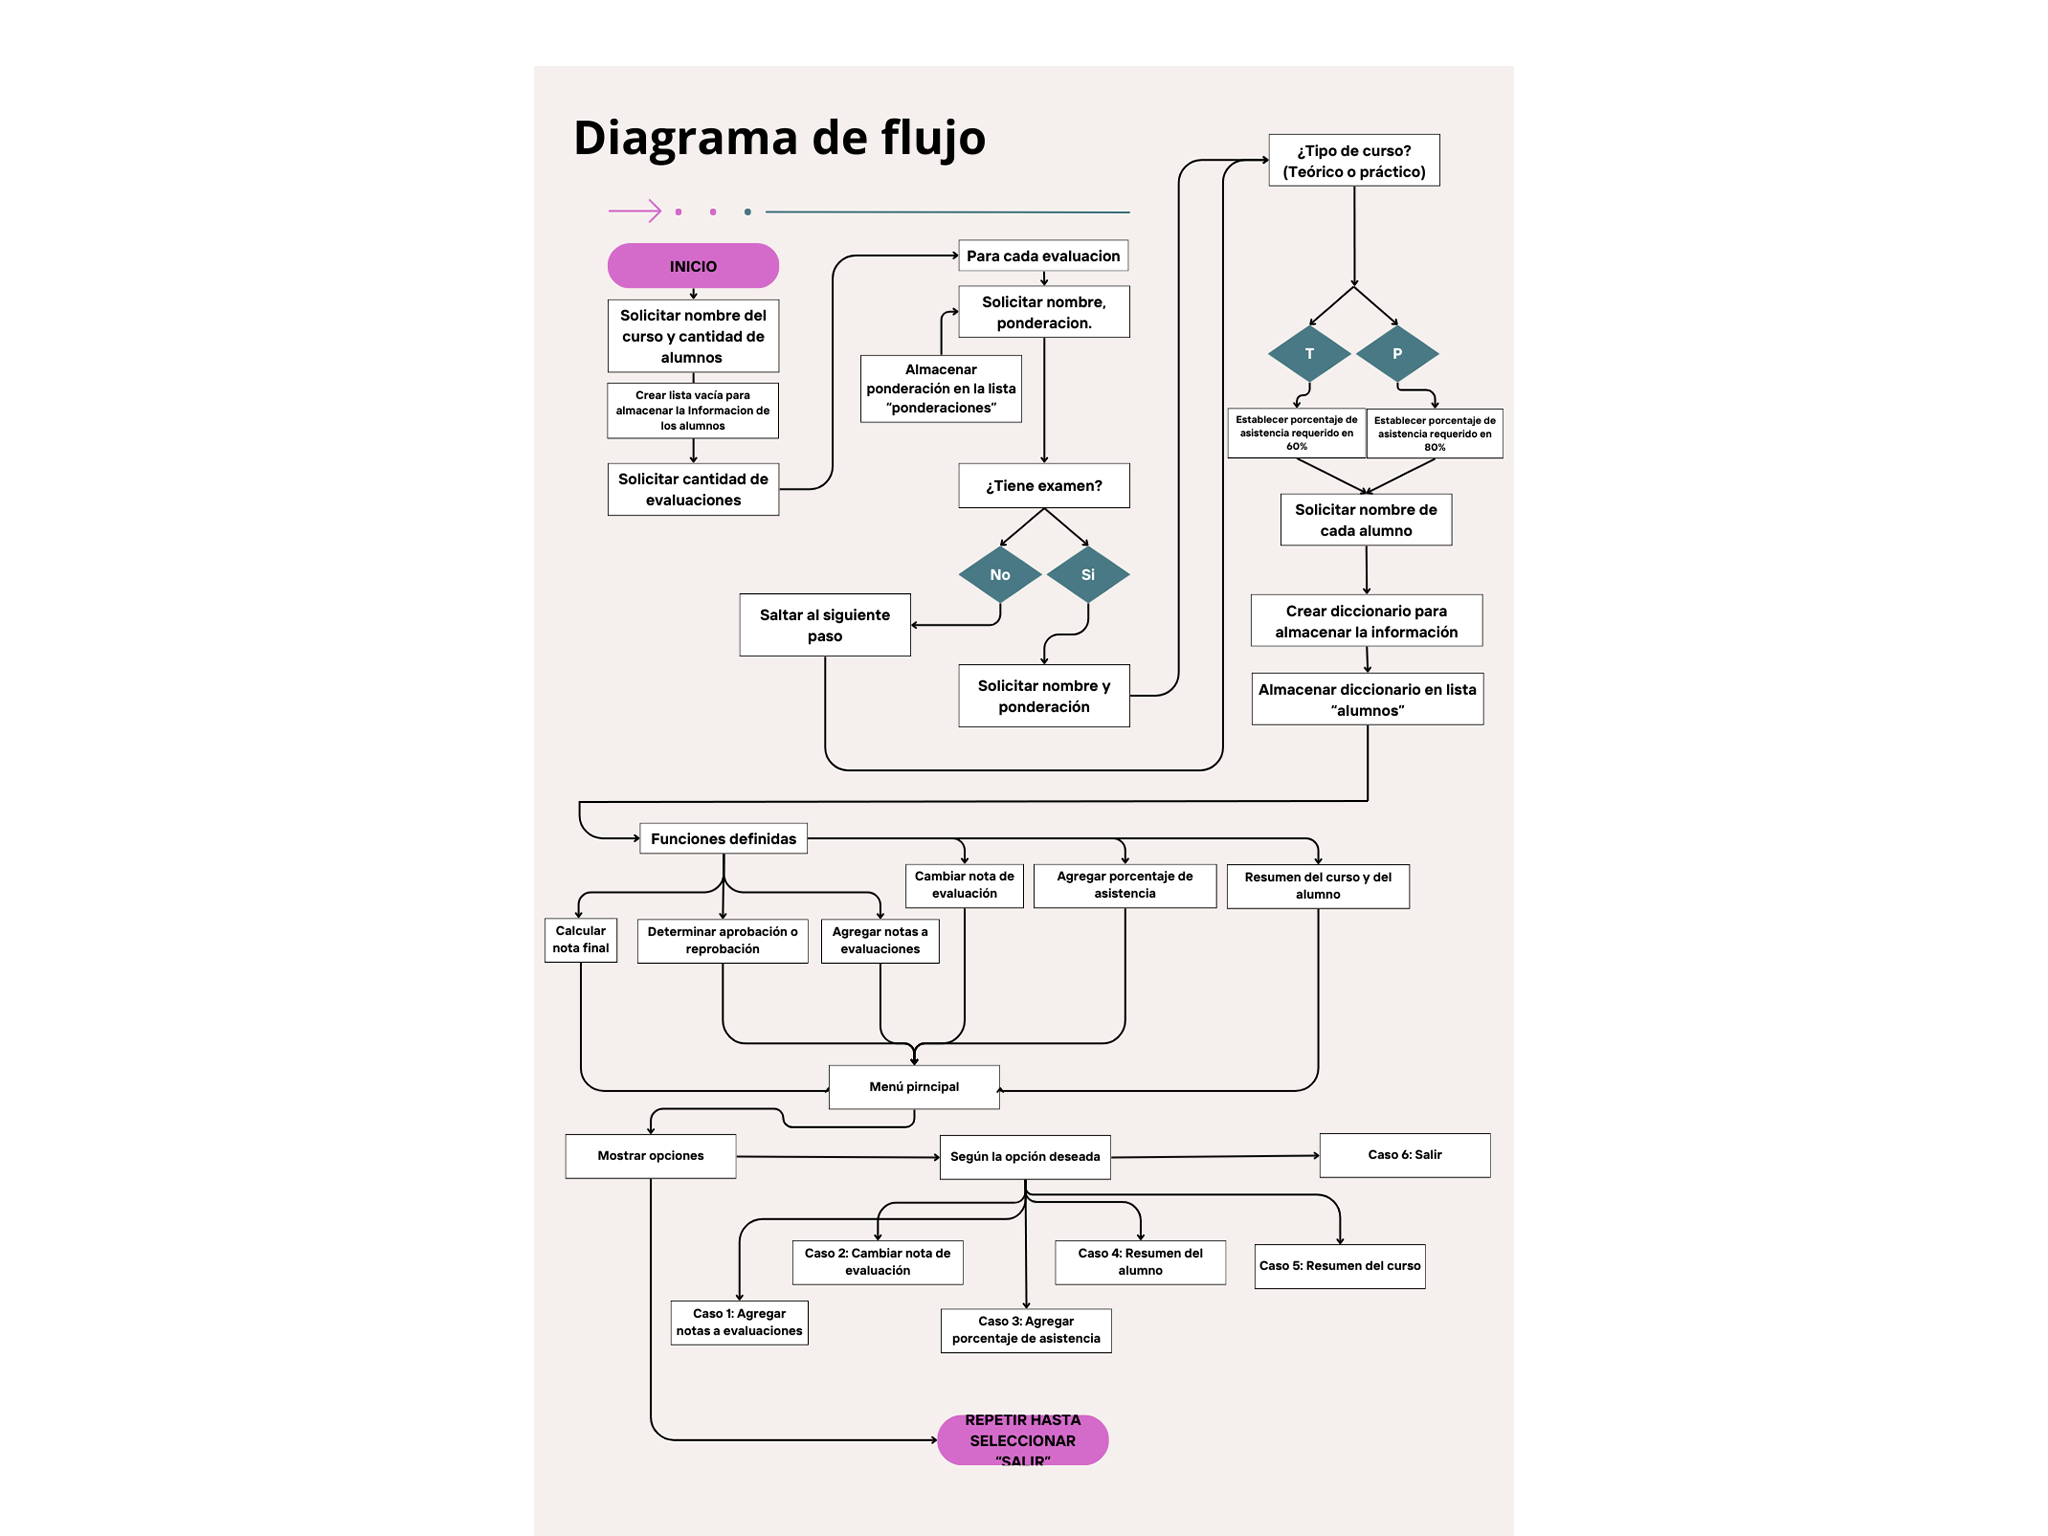 Diagrama de flujo
INICIO
Solicitar nombre del
curso y cantidad de
alumnos
Crear lista vacía para
almacenar la Informacion de
los alumnos
Solicitar cantidad de
evaluaciones
Para cada evaluacion
Solicitar nombre,
ponderacion.
Almacenar
ponderación en la lista
“ponderaciones”
¿Tiene examen?
No
Si
Saltar al siguiente
paso
Solicitar nombre y
ponderación
¿Tipo de curso?
(Teórico o práctico)
T
P
Establecer porcentaje de
asistencia requerido en
60%
Establecer porcentaje de
asistencia requerido en
80%
Solicitar nombre de
cada alumno
Crear diccionario para
almacenar la información
Almacenar diccionario en lista
“alumnos”
Funciones definidas
Calcular
nota final
Determinar aprobación o
reprobación
Agregar notas a
evaluaciones
Cambiar nota de
evaluación
Agregar porcentaje de
asistencia
Resumen del curso y del
alumno
Menú pirncipal
Mostrar opciones
Según la opción deseada
Caso 6: Salir
Caso 1: Agregar
notas a evaluaciones
Caso 2: Cambiar nota de
evaluación
Caso 3: Agregar
porcentaje de asistencia
Caso 4: Resumen del
alumno
Caso 5: Resumen del curso
REPETIR HASTA
SELECCIONAR
“SALIR”